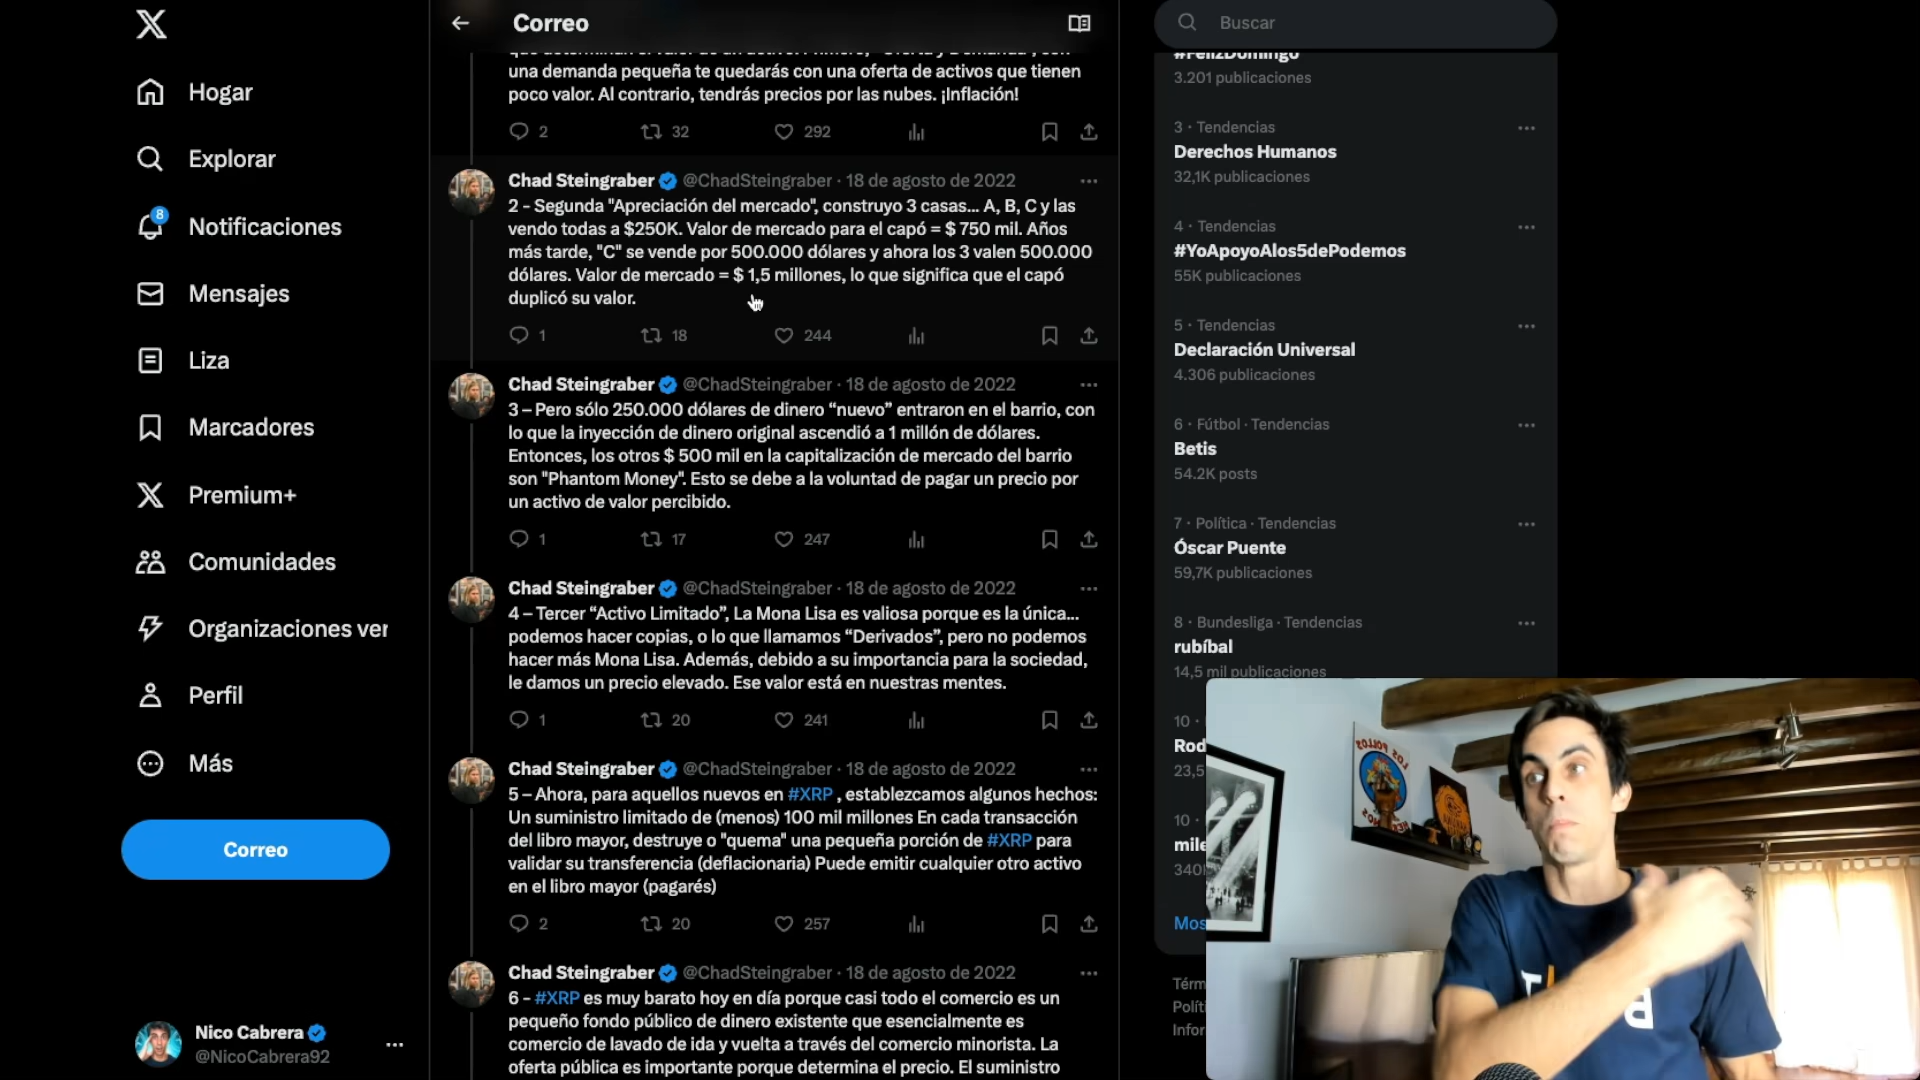 Hogar
Explorar
8
Notificaciones
Mensajes
Liza
Marcadores
Premium+
Comunidades
Organizaciones ver
Perfil
Más
Correo
Nico Cabrera
@NicoCabrera92
Correo
una demanda pequeña te quedarás con una oferta de activos que tienen
poco valor. Al contrario, tendrás precios por las nubes. ¡Inflación!
2 32 292
Chad Steingraber @ChadSteingraber · 18 de agosto de 2022
2 - Segunda "Apreciación del mercado", construyo 3 casas... A, B, C y las
vendo todas a $250K. Valor de mercado para el capó = $ 750 mil. Años
más tarde, "C" se vende por 500.000 dólares y ahora los 3 valen 500.000
dólares. Valor de mercado = $ 1,5 millones, lo que significa que el capó
duplicó su valor.
1 18 244
Chad Steingraber @ChadSteingraber · 18 de agosto de 2022
3 – Pero sólo 250.000 dólares de dinero “nuevo” entraron en el barrio, con
lo que la inyección de dinero original ascendió a 1 millón de dólares.
Entonces, los otros $ 500 mil en la capitalización de mercado del barrio
son "Phantom Money". Esto se debe a la voluntad de pagar un precio por
un activo de valor percibido.
1 17 247
Chad Steingraber @ChadSteingraber · 18 de agosto de 2022
4 – Tercer “Activo Limitado”, La Mona Lisa es valiosa porque es la única...
podemos hacer copias, o lo que llamamos “Derivados”, pero no podemos
hacer más Mona Lisa. Además, debido a su importancia para la sociedad,
le damos un precio elevado. Ese valor está en nuestras mentes.
1 20 241
Chad Steingraber @ChadSteingraber · 18 de agosto de 2022
5 – Ahora, para aquellos nuevos en #XRP , establezcamos algunos hechos:
Un suministro limitado de (menos) 100 mil millones En cada transacción
del libro mayor, destruye o "quema" una pequeña porción de #XRP para
validar su transferencia (deflacionaria) Puede emitir cualquier otro activo
en el libro mayor (pagarés)
2 20 257
Chad Steingraber @ChadSteingraber · 18 de agosto de 2022
6 - #XRP es muy barato hoy en día porque casi todo el comercio es un
pequeño fondo público de dinero existente que esencialmente es
comercio de lavado de ida y vuelta a través del comercio minorista. La
oferta pública es importante porque determina el precio. El suministro
Buscar
#FelizDomingo
3.201 publicaciones
3 · Tendencias
Derechos Humanos
32,1K publicaciones
4 · Tendencias
#YoApoyoAlos5dePodemos
55K publicaciones
5 · Tendencias
Declaración Universal
4.306 publicaciones
6 · Fútbol · Tendencias
Betis
54.2K posts
7 · Política · Tendencias
Óscar Puente
59,7K publicaciones
8 · Bundesliga · Tendencias
rubíbal
14,5 mil publicaciones
10 ·
Rod
23,5
10 ·
mile
340
Mos
Térm
Políti
Infor
LOS POLLOS
HERMANOS